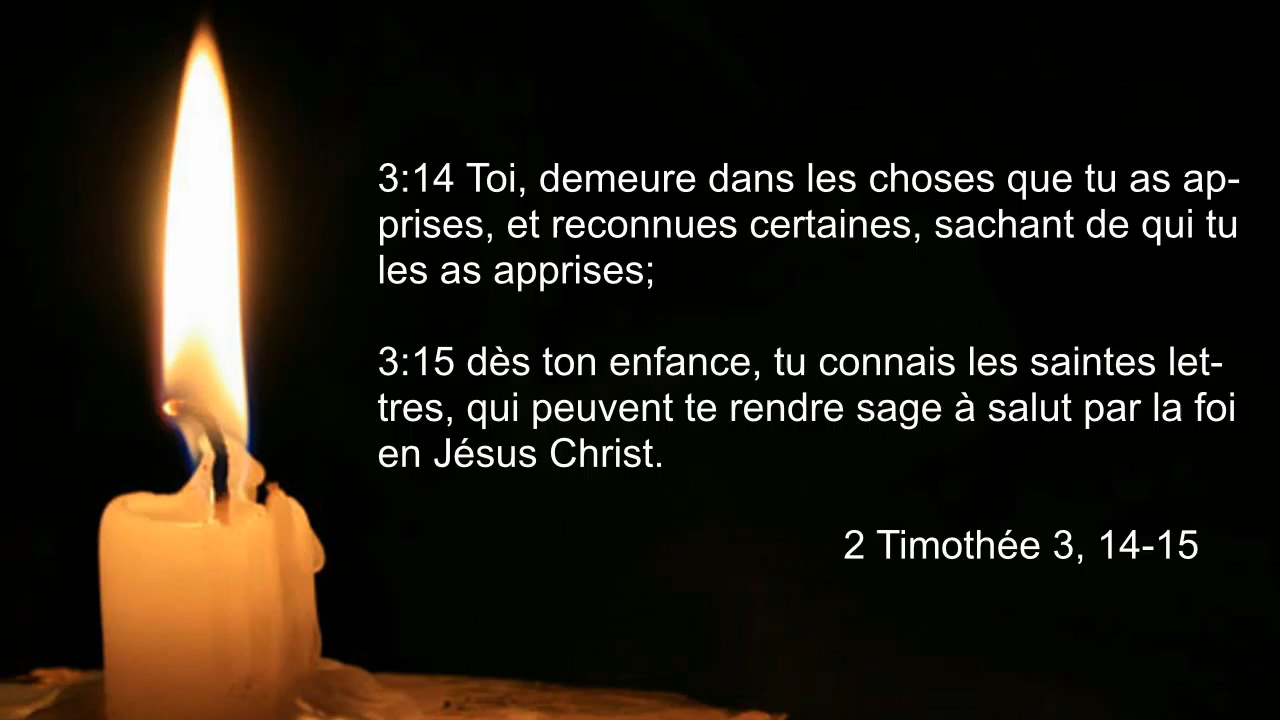 3:14 Toi, demeure dans les choses que tu as ap-
prises, et reconnues certaines, sachant de qui tu
les as apprises;
3:15 dès ton enfance, tu connais les saintes let-
tres, qui peuvent te rendre sage à salut par la foi
en Jésus Christ.
2 Timothée 3, 14-15